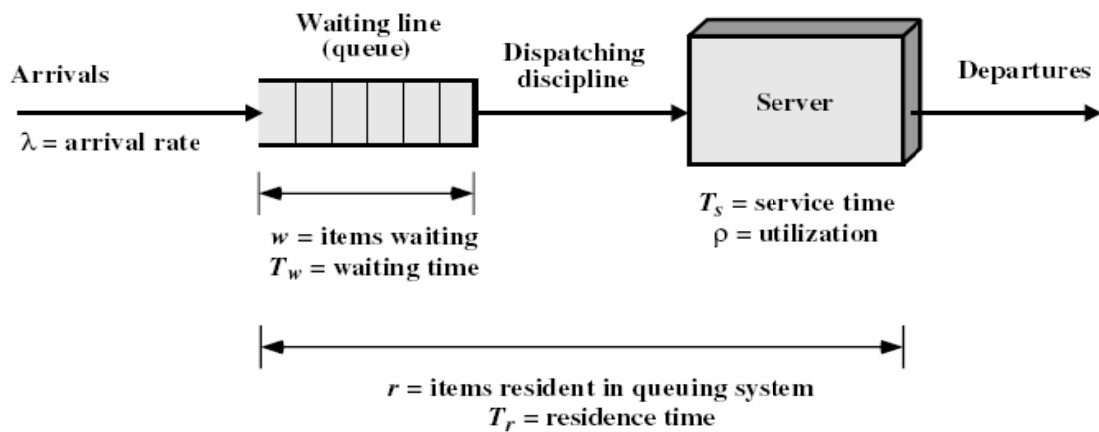 Waiting line
(queue)
Dispatching
discipline
Arrivals
Departures
Server
λ = arrival rate
w = items waiting
T_w = waiting time
T_s = service time
ρ = utilization
r = items resident in queuing system
T_r = residence time